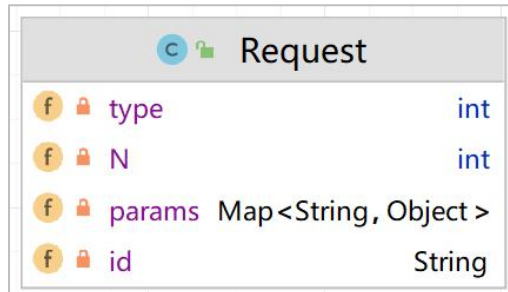 C Request
f type int
f N int
f params Map<String, Object>
f id String